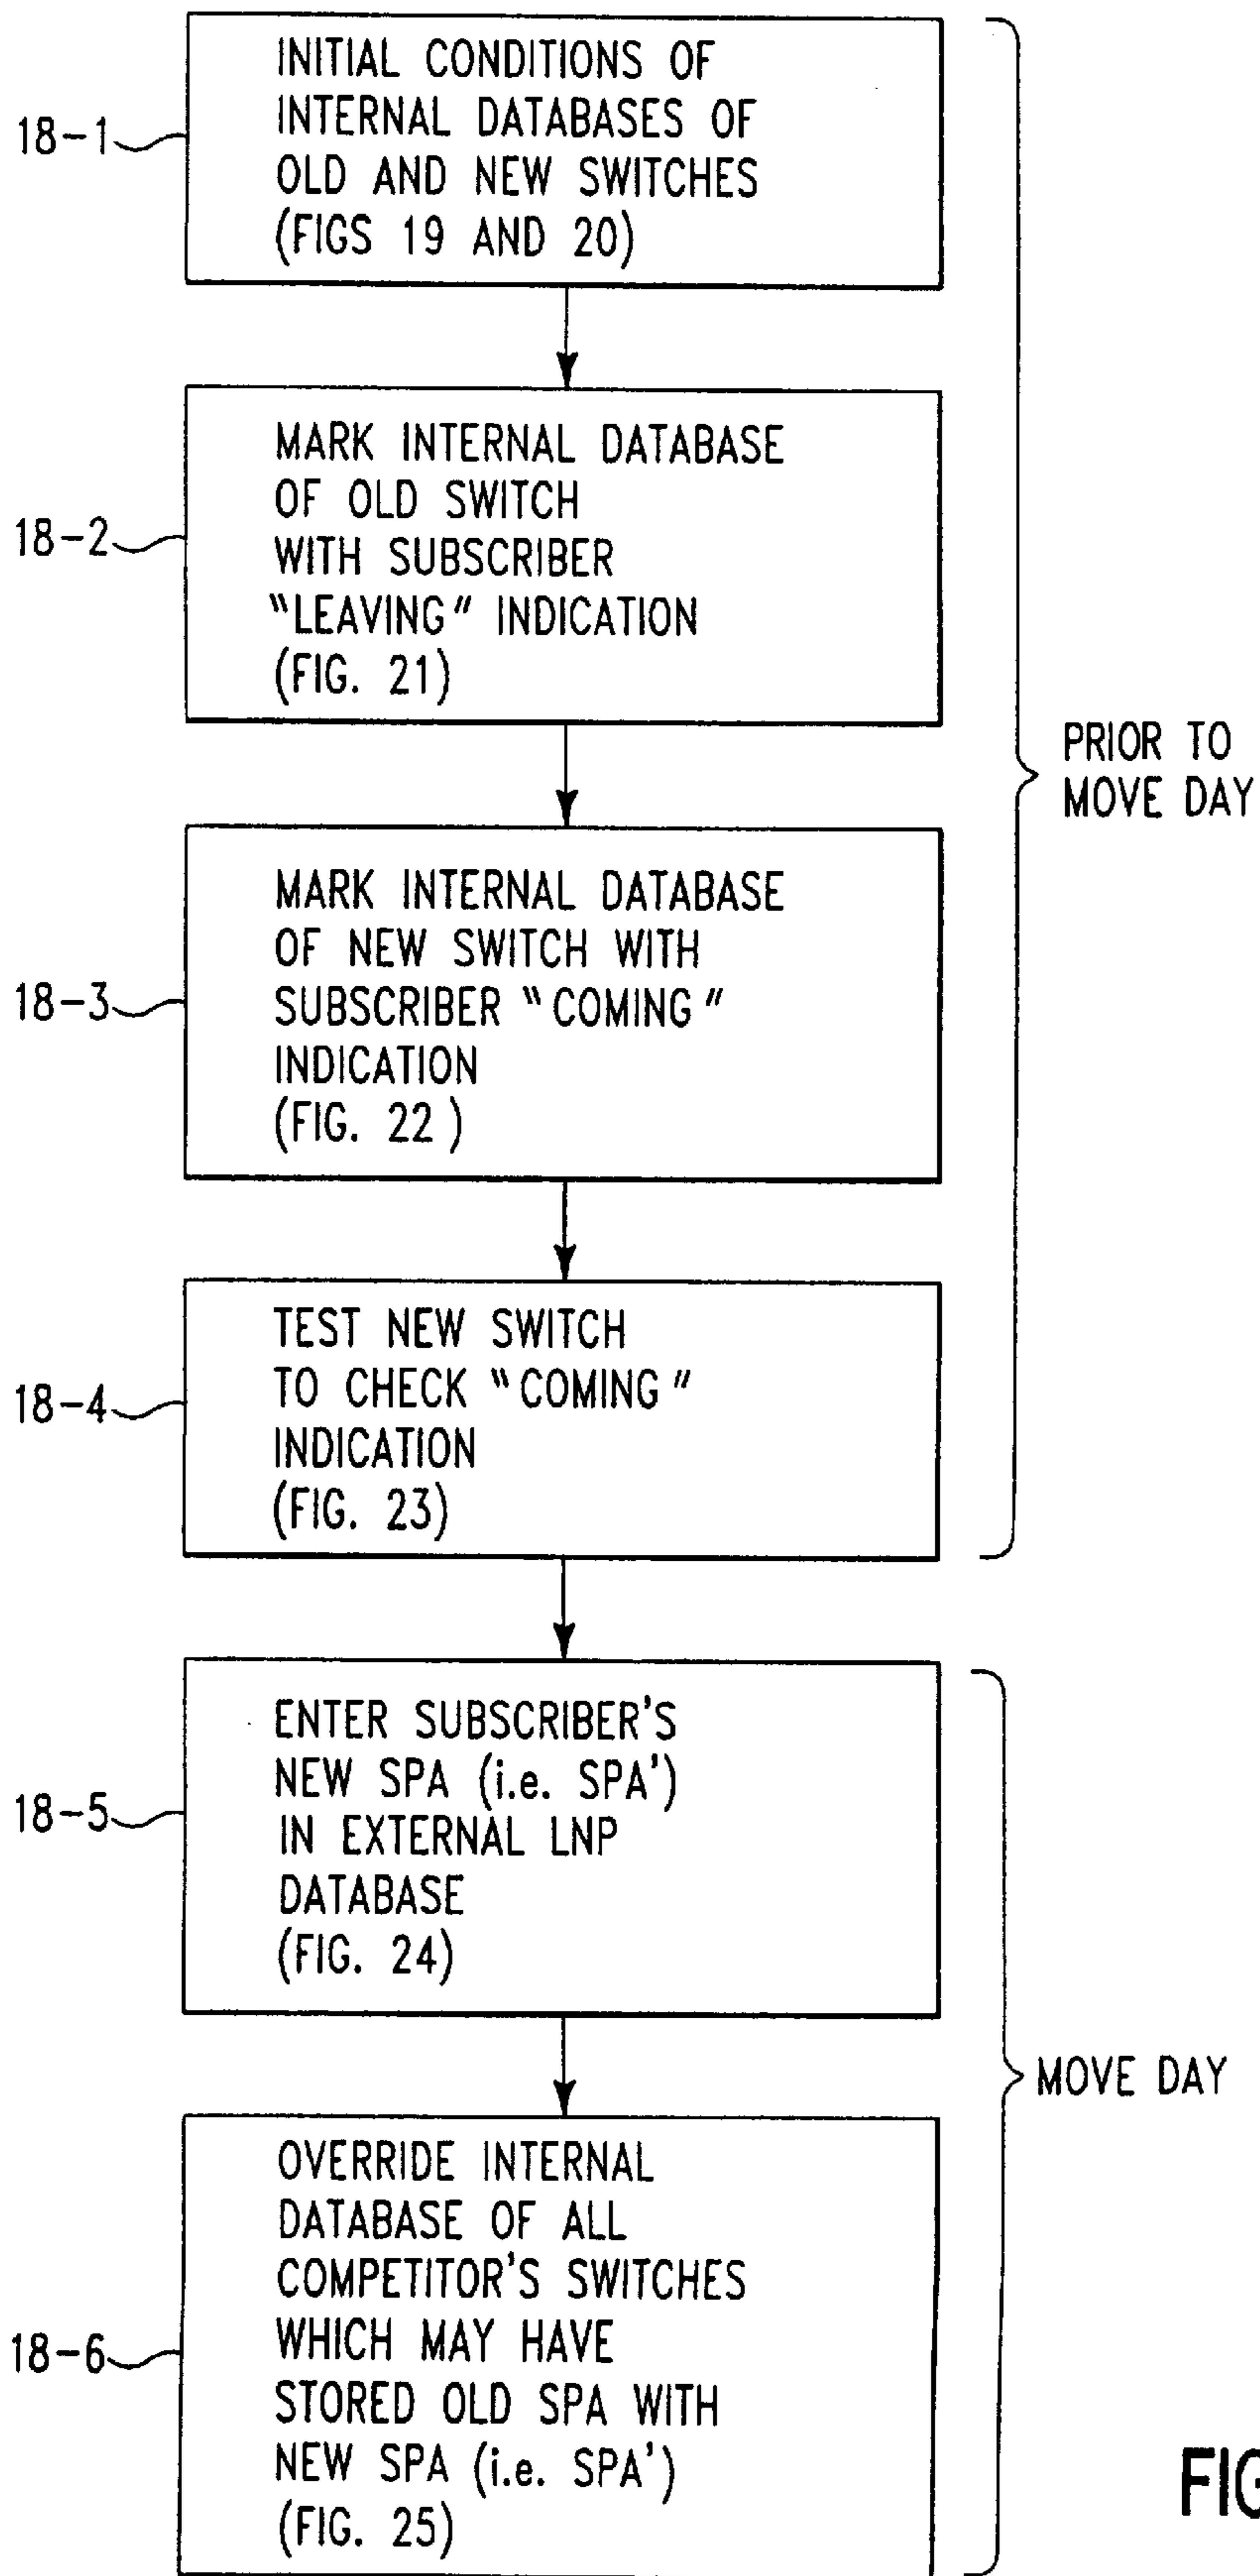 18-1
INITIAL CONDITIONS OF
INTERNAL DATABASES OF
OLD AND NEW SWITCHES
(FIGS 19 AND 20)
18-2
MARK INTERNAL DATABASE
OF OLD SWITCH
WITH SUBSCRIBER
"LEAVING" INDICATION
(FIG. 21)
PRIOR TO
MOVE DAY
18-3
MARK INTERNAL DATABASE
OF NEW SWITCH WITH
SUBSCRIBER "COMING"
INDICATION
(FIG. 22 )
18-4
TEST NEW SWITCH
TO CHECK "COMING"
INDICATION
(FIG. 23)
18-5
ENTER SUBSCRIBER'S
NEW SPA (i.e. SPA')
IN EXTERNAL LNP
DATABASE
(FIG. 24)
MOVE DAY
18-6
OVERRIDE INTERNAL
DATABASE OF ALL
COMPETITOR'S SWITCHES
WHICH MAY HAVE
STORED OLD SPA WITH
NEW SPA (i.e. SPA')
(FIG. 25)